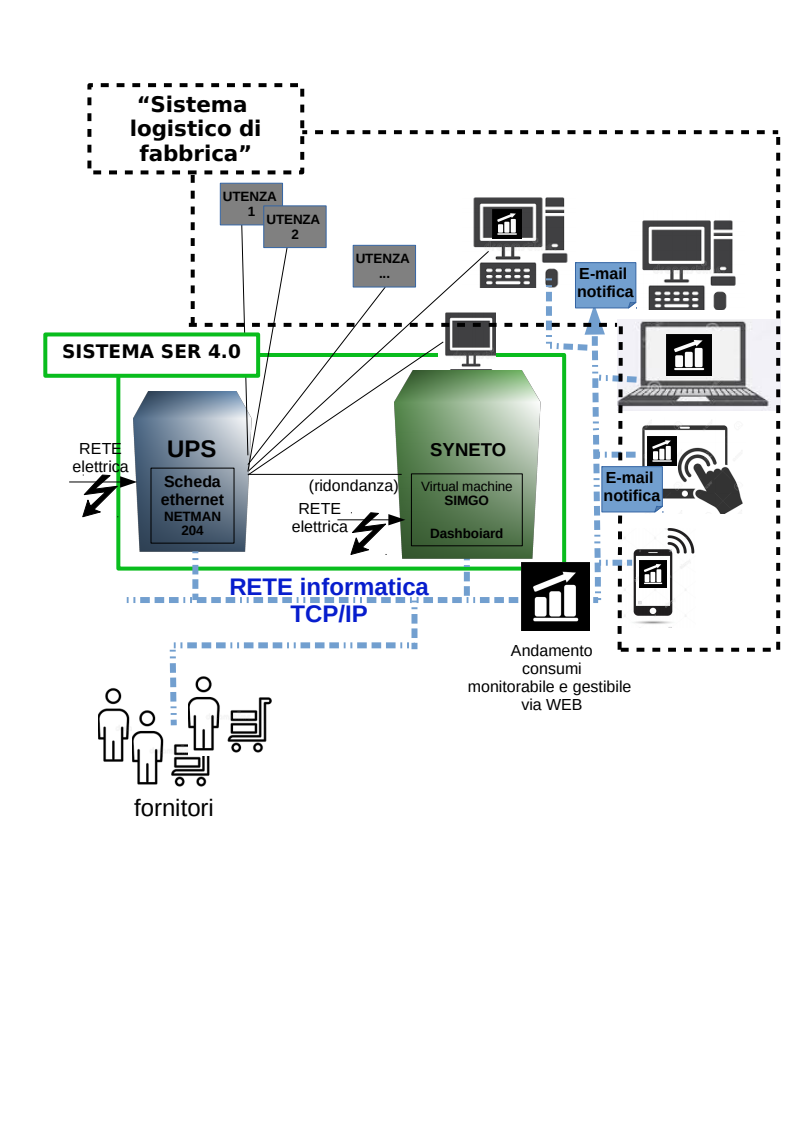 “Sistema
logistico di
fabbrica”
UTENZA
1
UTENZA
2
UTENZA
...
E-mail
notifica
SISTEMA SER 4.0
UPS
Scheda
ethernet
NETMAN
204
RETE
elettrica
SYNETO
Virtual machine
SIMGO
Dashboiard
(ridondanza)
RETE
elettrica
E-mail
notifica
RETE informatica
TCP/IP
Andamento
consumi
monitorabile e gestibile
via WEB
fornitori